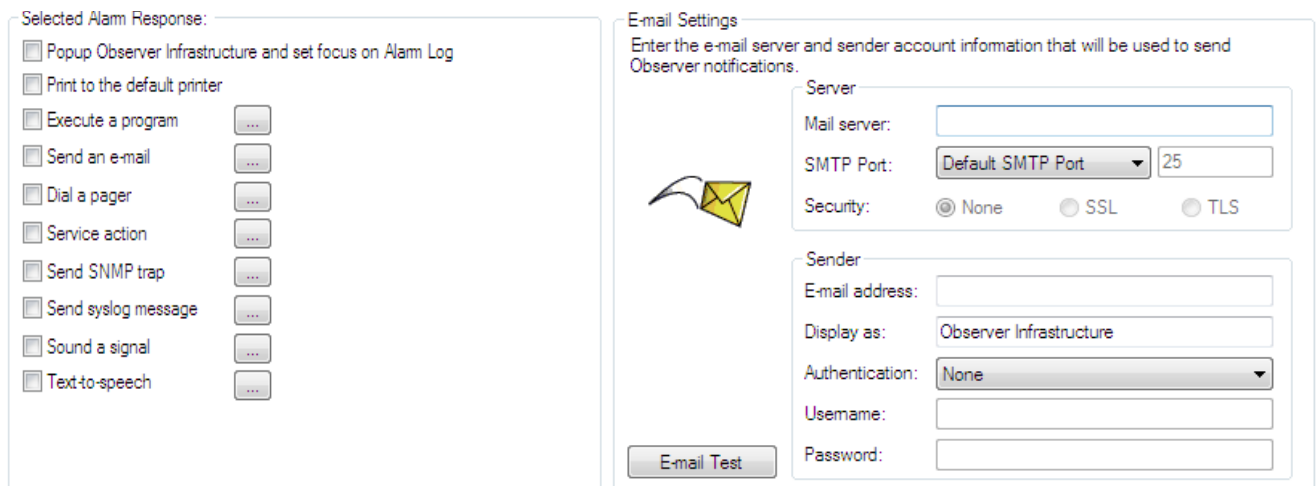 Selected Alarm Response:
Popup Observer Infrastructure and set focus on Alarm Log
Print to the default printer
Execute a program ...
Send an e-mail ...
Dial a pager ...
Service action ...
Send SNMP trap ...
Send syslog message ...
Sound a signal ...
Text-to-speech ...
E-mail Settings
Enter the e-mail server and sender account information that will be used to send
Observer notifications.
Server
Mail server:
SMTP Port: Default SMTP Port 25
Security: None SSL TLS
Sender
E-mail address:
Display as: Observer Infrastructure
Authentication: None
Username:
Password:
E-mail Test